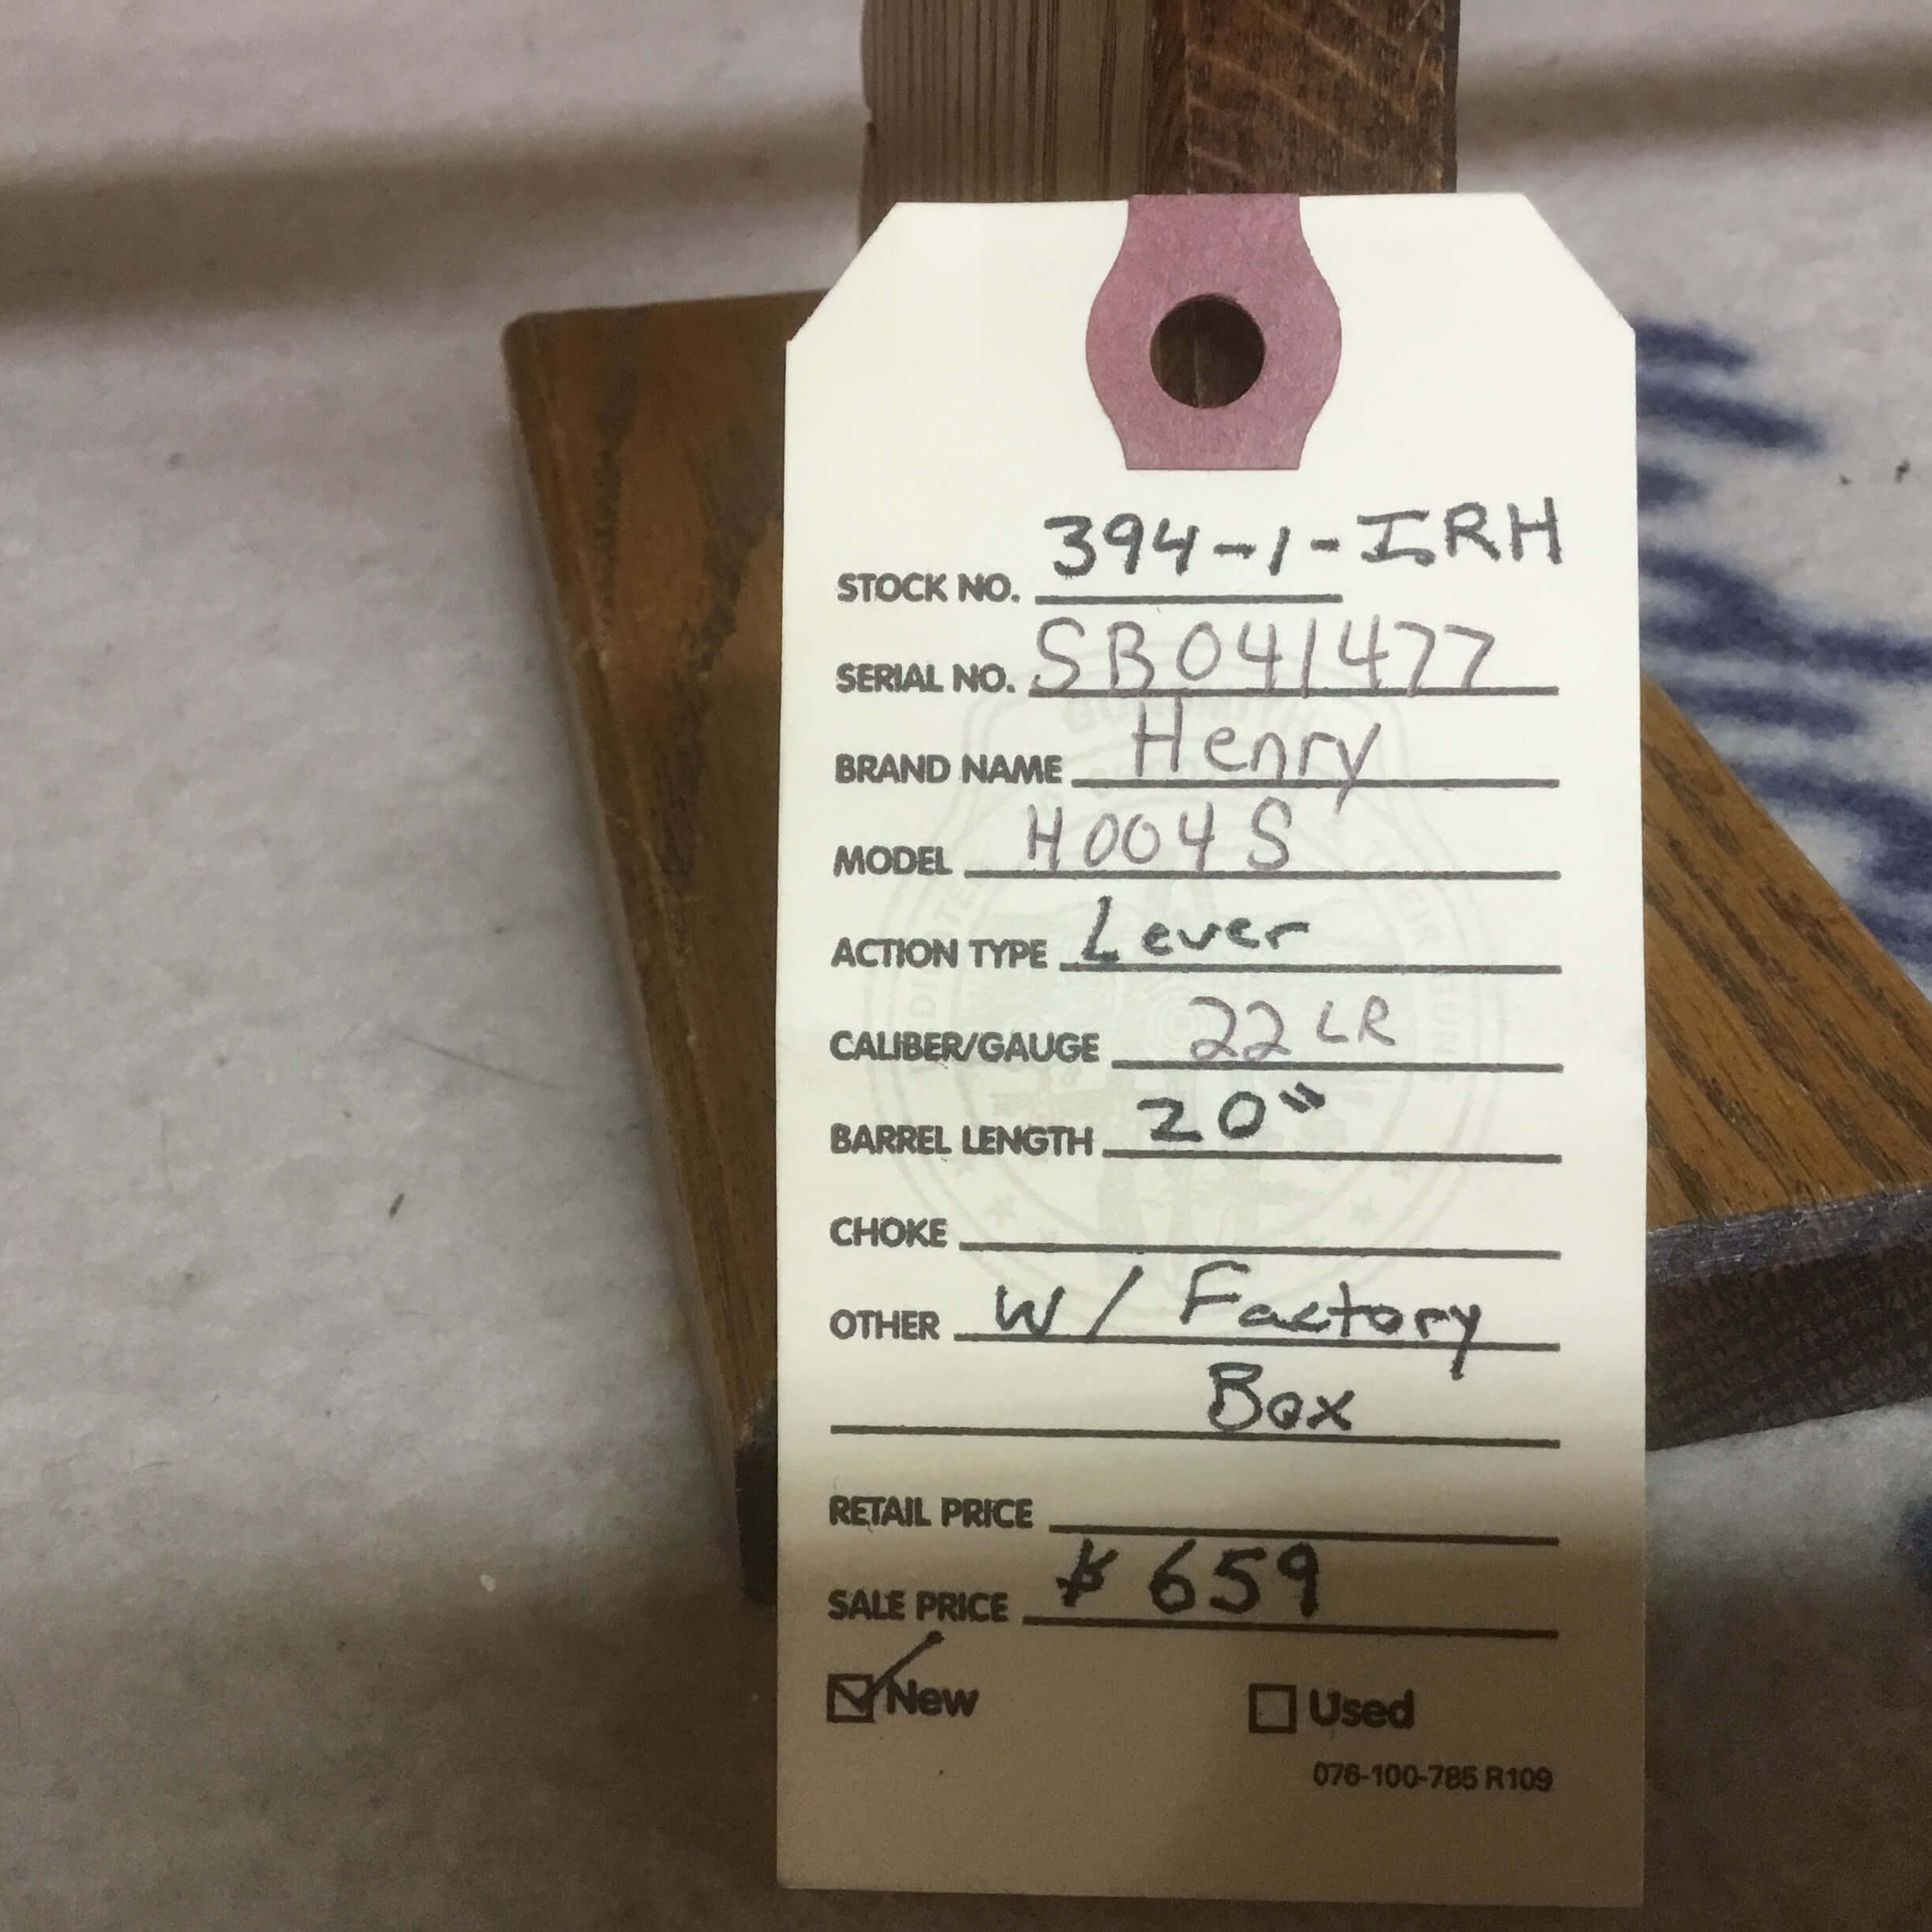 STOCK NO. 394-1-IRH
SERIAL NO. SB041477
BRAND NAME Henry
MODEL H004S
ACTION TYPE Lever
CALIBER/GAUGE 22 LR
BARREL LENGTH 20"
CHOKE
OTHER w/ Factory
Box
RETAIL PRICE
SALE PRICE $659
New Used
076-100-785 R109